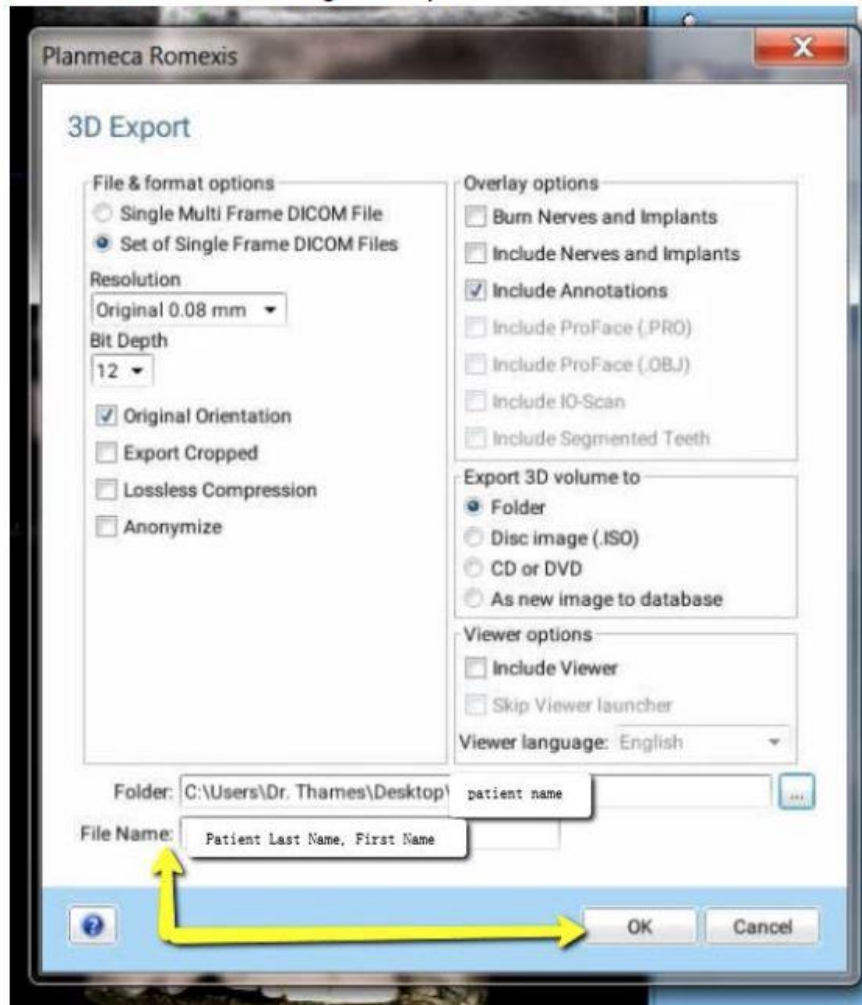 Planmeca Romexis
3D Export
File & format options
Single Multi Frame DICOM File
Set of Single Frame DICOM Files
Resolution
Original 0.08 mm
Bit Depth
12
Original Orientation
Export Cropped
Lossless Compression
Anonymize
Overlay options
Burn Nerves and Implants
Include Nerves and Implants
Include Annotations
Include ProFace (.PRO)
Include ProFace (.OBJ)
Include IO-Scan
Include Segmented Teeth
Export 3D volume to
Folder
Disc image (.ISO)
CD or DVD
As new image to database
Viewer options
Include Viewer
Skip Viewer launcher
Viewer language: English
Folder: C:\Users\Dr. Thames\Desktop\ patient name ...
File Name: Patient Last Name, First Name
? OK Cancel